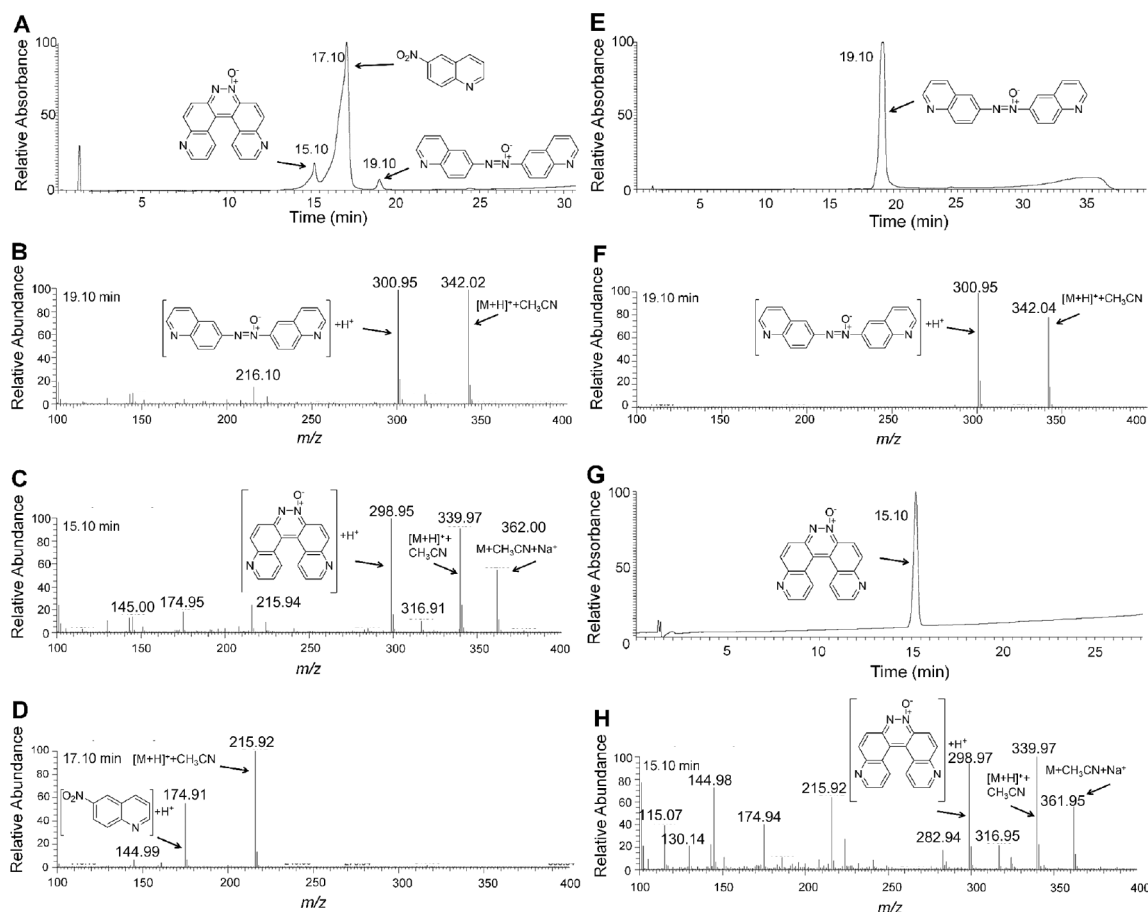 A
Relative Absorbance
100
50
0
5
10
15
20
25
30
Time (min)
15.10
17.10
19.10
O₂N
N
N
N
N⁺
O⁻
N
N
N
N=N⁺
O⁻
N
B
Relative Abundance
100
80
60
40
20
0
19.10 min
N
N=N⁺
O⁻
N
+H⁺
216.10
300.95
342.02
[M+H]⁺+CH₃CN
100
150
200
250
300
350
400
m/z
C
Relative Abundance
100
80
60
40
20
0
15.10 min
145.00
174.95
215.94
N
N⁺
O⁻
N
N
+H⁺
298.95
316.91
[M+H]⁺+
CH₃CN
339.97
362.00
M+CH₃CN+Na⁺
100
150
200
250
300
350
400
m/z
D
Relative Abundance
100
80
60
40
20
0
17.10 min
[M+H]⁺+CH₃CN
215.92
174.91
O₂N
N
+H⁺
144.99
100
150
200
250
300
350
400
m/z
E
Relative Absorbance
100
50
0
19.10
N
N=N⁺
O⁻
N
5
10
15
20
25
30
35
Time (min)
F
Relative Abundance
100
80
60
40
20
0
19.10 min
N
N=N⁺
O⁻
N
+H⁺
300.95
342.04
[M+H]⁺+CH₃CN
100
150
200
250
300
350
400
m/z
G
Relative Absorbance
100
50
0
15.10
N
N⁺
O⁻
N
N
5
10
15
20
25
Time (min)
H
Relative Abundance
100
80
60
40
20
0
15.10 min
115.07
130.14
144.98
174.94
215.92
N
N⁺
O⁻
N
N
+H⁺
298.97
282.94
316.95
[M+H]⁺+
CH₃CN
339.97
M+CH₃CN+Na⁺
361.95
100
150
200
250
300
350
400
m/z